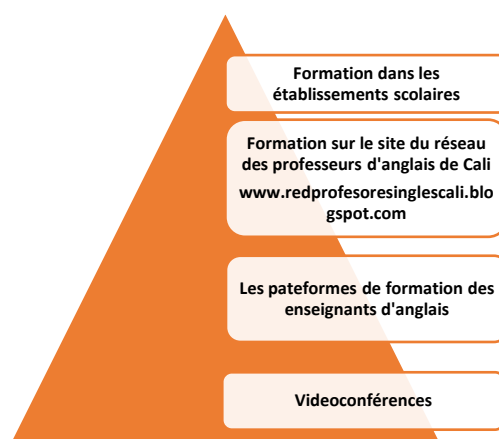 Formation dans les
établissements scolaires
Formation sur le site du réseau
des professeurs d'anglais de Cali
www.redprofesoresinglescali.blo
gspot.com
Les pateformes de formation des
enseignants d'anglais
Videoconférences